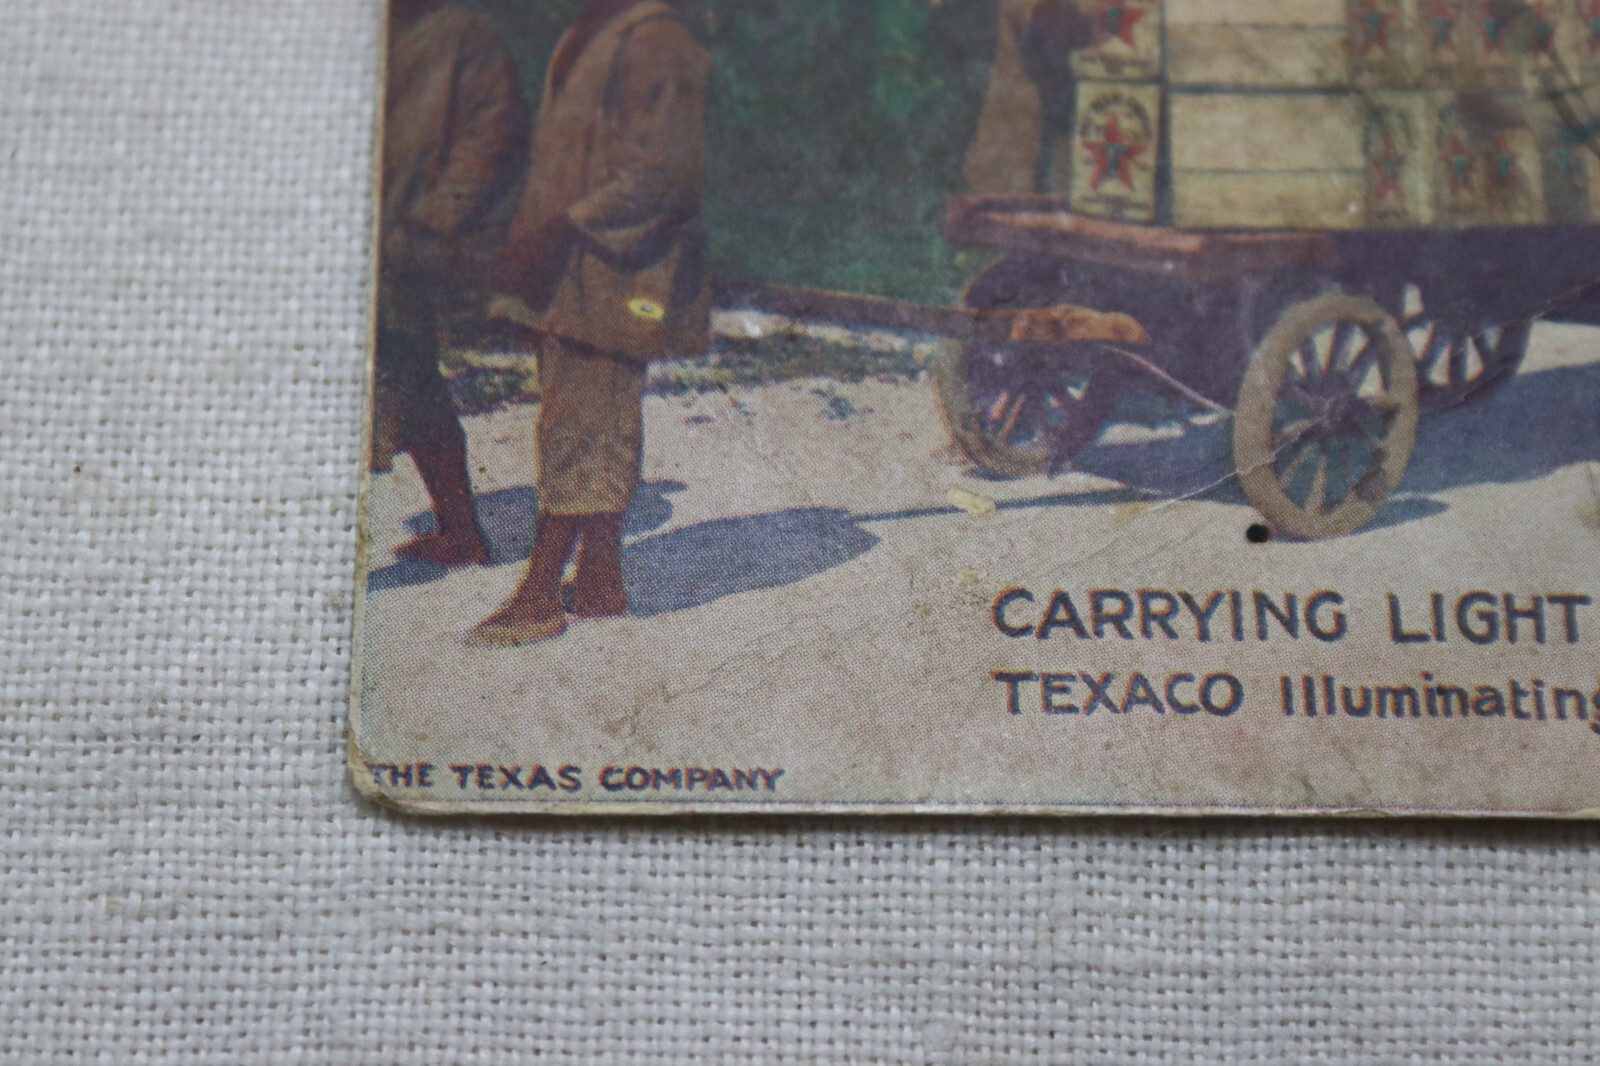 CARRYING LIGHT
TEXACO Illuminating
THE TEXAS COMPANY